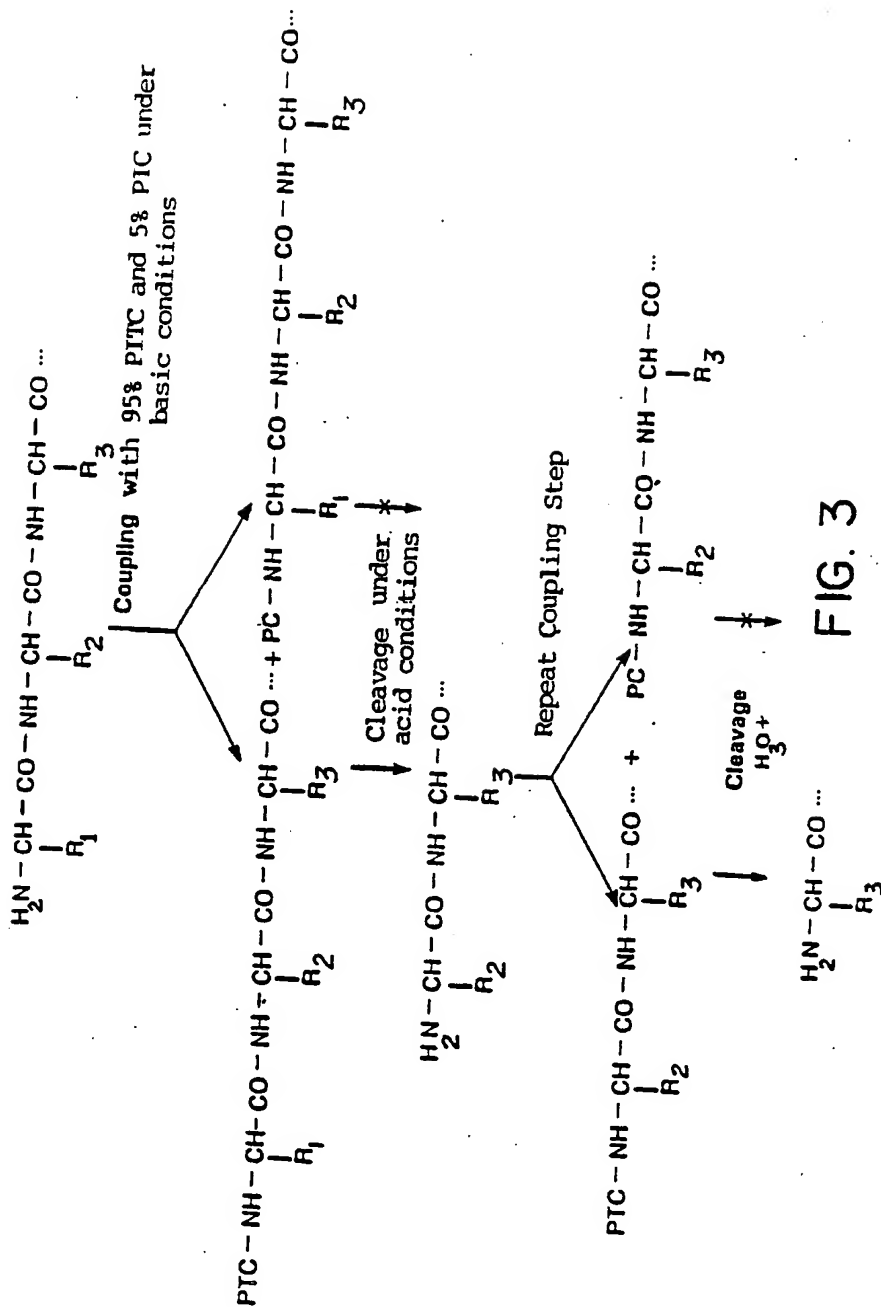 H2N – CH – CO – NH – CH – CO – NH – CH – CO ...
R1 R2 R3
Coupling with 95% PITC and 5% PIC under
basic conditions
PTC – NH – CH – CO – NH – CH – CO – NH – CH – CO ... + PC – NH – CH – CO – NH – CH – CO – NH – CH – CO ...
R1 R2 R3 R1 R2 R3
Cleavage under
acid conditions
H2N – CH – CO – NH – CH – CO ...
R2 R3
Repeat Coupling Step
PTC – NH – CH – CO – NH – CH – CO ... + PC – NH – CH – CO – NH – CH – CO ...
R2 R3 R2 R3
Cleavage
H3O+
H2N – CH – CO ...
R3
FIG. 3